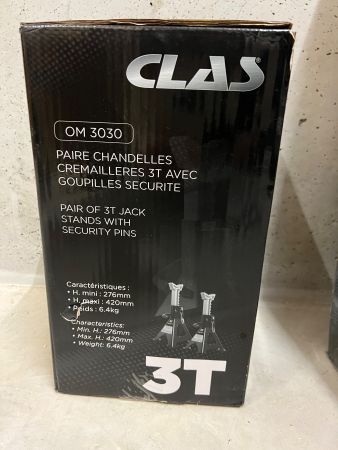 CLAS
OM 3030
PAIRE CHANDELLES
CREMAILLERES 3T AVEC
GOUPILLES SECURITE
PAIR OF 3T JACK
STANDS WITH
SECURITY PINS
Caractéristiques :
• H. mini : 276mm
• H. maxi : 420mm
• Poids : 6.4kg
Characteristics:
• Min. H.: 276mm
• Max. H.: 420mm
• Weight: 6.4kg
3T